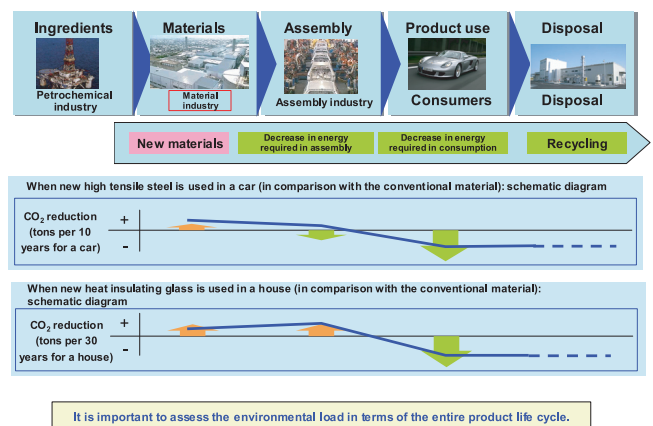 Ingredients
Petrochemical
industry
Materials
Material
industry
Assembly
Assembly industry
Product use
Consumers
Disposal
Disposal
New materials
Decrease in energy
required in assembly
Decrease in energy
required in consumption
Recycling
When new high tensile steel is used in a car (in comparison with the conventional material): schematic diagram
CO₂ reduction
(tons per 10
years for a car)
+
-
When new heat insulating glass is used in a house (in comparison with the conventional material):
schematic diagram
CO₂ reduction
(tons per 30
years for a house)
+
-
It is important to assess the environmental load in terms of the entire product life cycle.